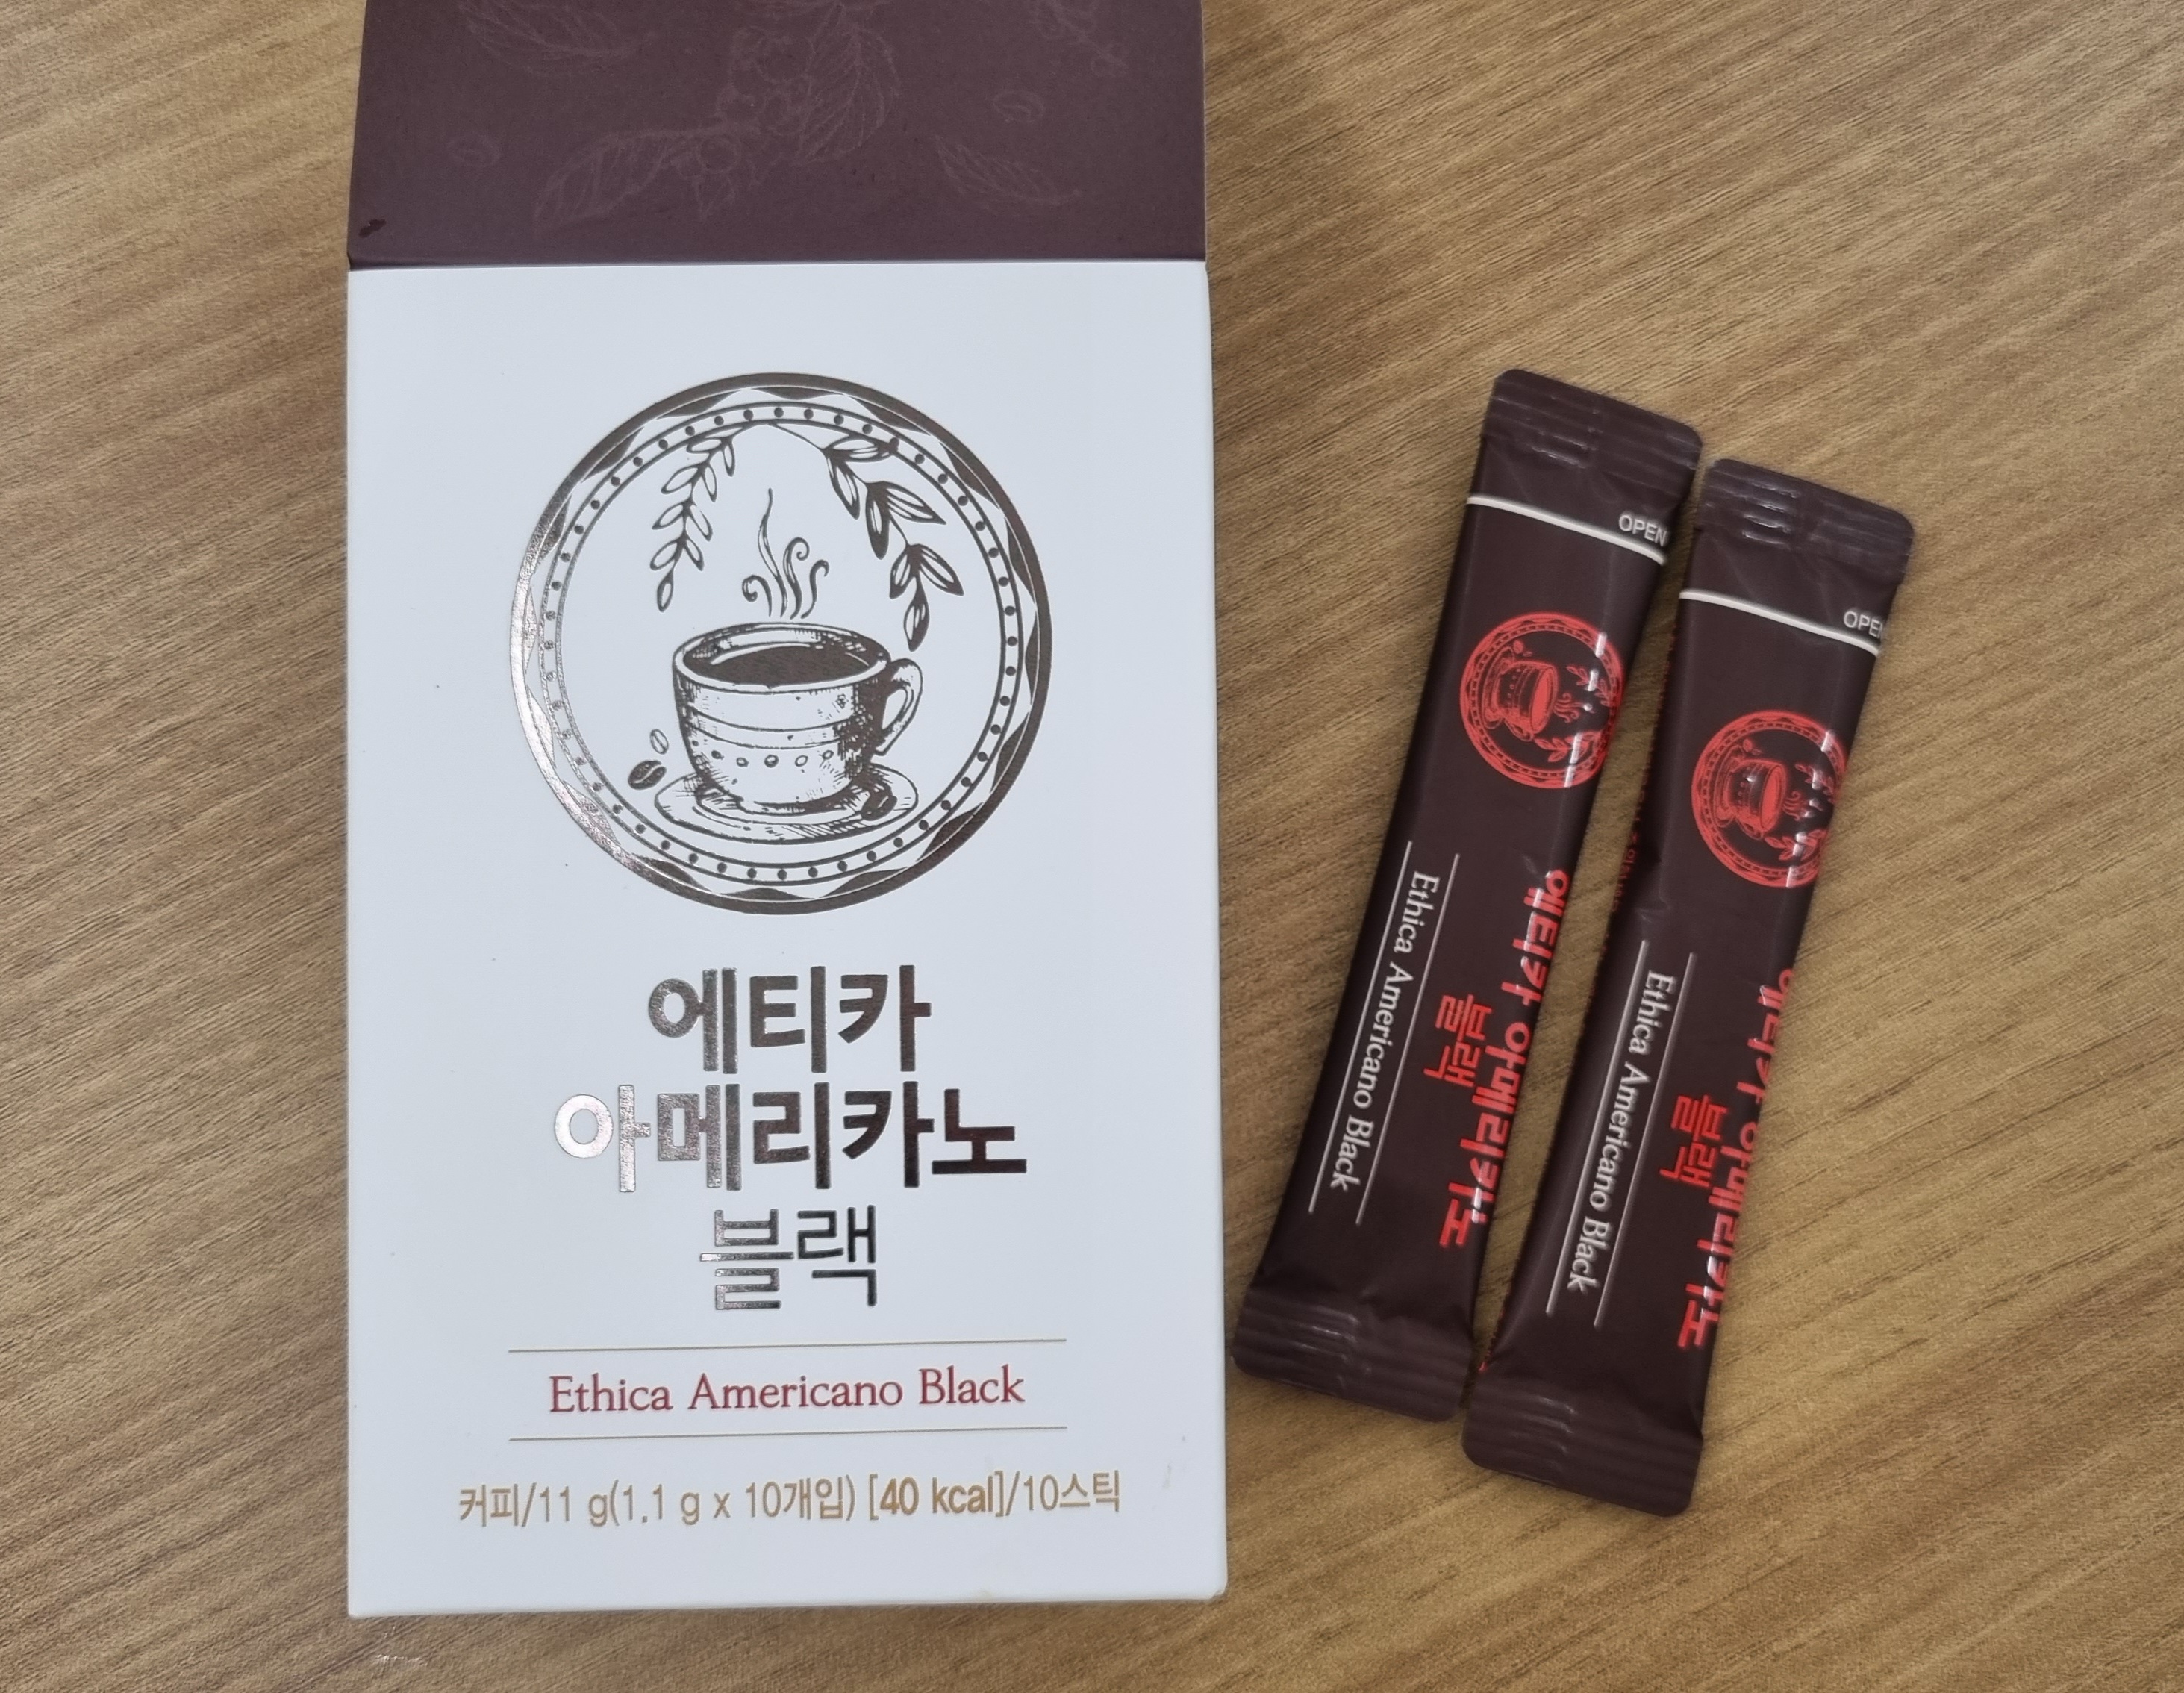 에티카
아메리카노
블랙
Ethica Americano Black
커피/11 g(1.1 g x 10개입) [40 kcal]/10스틱
OPEN
에티카 아메리카노
블랙
Ethica Americano Black
OPEN
에티카 아메리카노
블랙
Ethica Americano Black